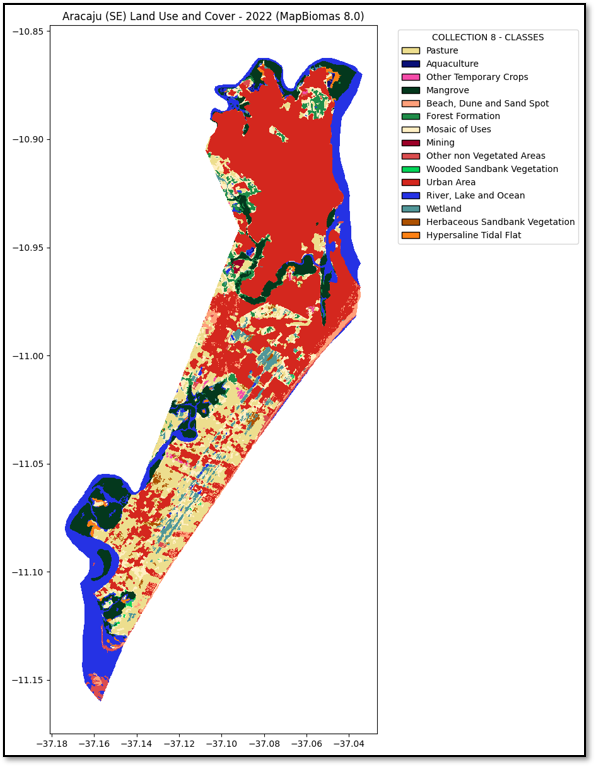 Aracaju (SE) Land Use and Cover - 2022 (MapBiomas 8.0)
COLLECTION 8 - CLASSES
Pasture
Aquaculture
Other Temporary Crops
Mangrove
Beach, Dune and Sand Spot
Forest Formation
Mosaic of Uses
Mining
Other non Vegetated Areas
Wooded Sandbank Vegetation
Urban Area
River, Lake and Ocean
Wetland
Herbaceous Sandbank Vegetation
Hypersaline Tidal Flat
−10.85
−10.90
−10.95
−11.00
−11.05
−11.10
−11.15
−37.18 −37.16 −37.14 −37.12 −37.10 −37.08 −37.06 −37.04